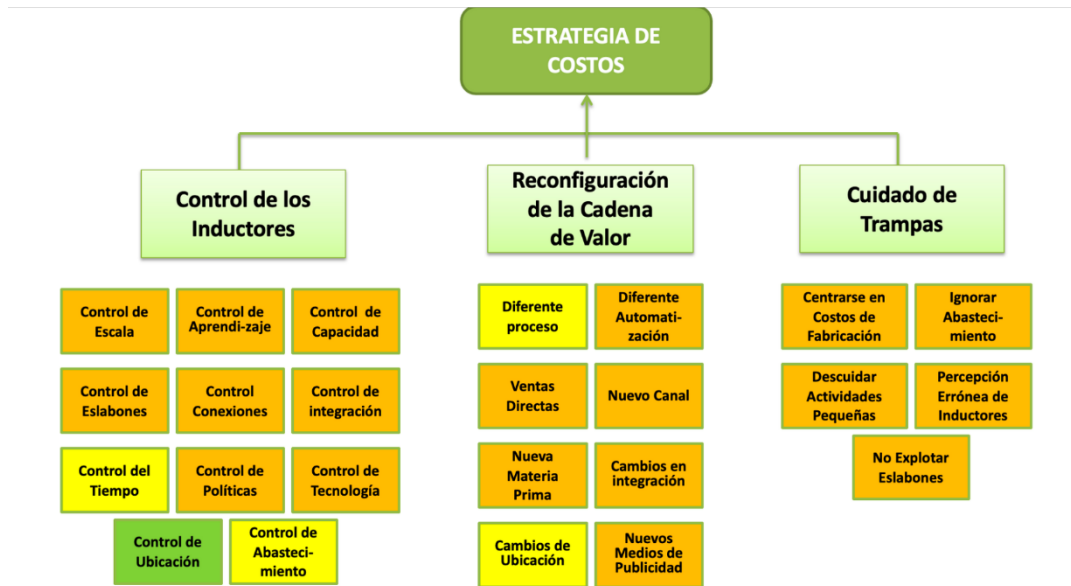 ESTRATEGIA DE
COSTOS
Control de los
Inductores
Reconfiguración
de la Cadena
de Valor
Cuidado de
Trampas
Control de
Escala
Control de
Aprendi-zaje
Control de
Capacidad
Control de
Eslabones
Control
Conexiones
Control de
integración
Control del
Tiempo
Control de
Políticas
Control de
Tecnología
Control de
Ubicación
Control de
Abasteci-
miento
Diferente
proceso
Diferente
Automati-
zación
Ventas
Directas
Nuevo Canal
Nueva
Materia
Prima
Cambios en
integración
Cambios de
Ubicación
Nuevos
Medios de
Publicidad
Centrarse en
Costos de
Fabricación
Ignorar
Abasteci-
miento
Descuidar
Actividades
Pequeñas
Percepción
Errónea de
Inductores
No Explotar
Eslabones